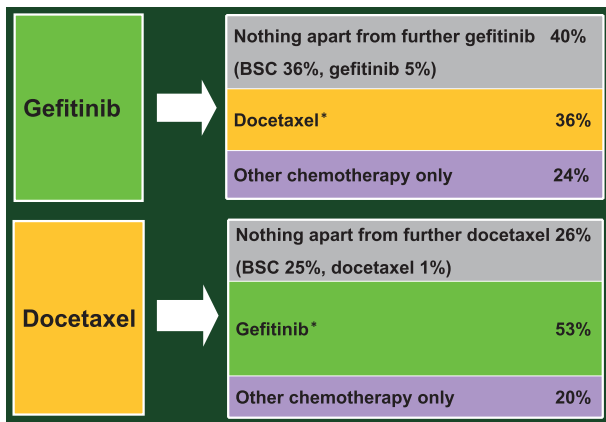 Gefitinib
Nothing apart from further gefitinib 40%
(BSC 36%, gefitinib 5%)
Docetaxel* 36%
Other chemotherapy only 24%
Docetaxel
Nothing apart from further docetaxel 26%
(BSC 25%, docetaxel 1%)
Gefitinib* 53%
Other chemotherapy only 20%